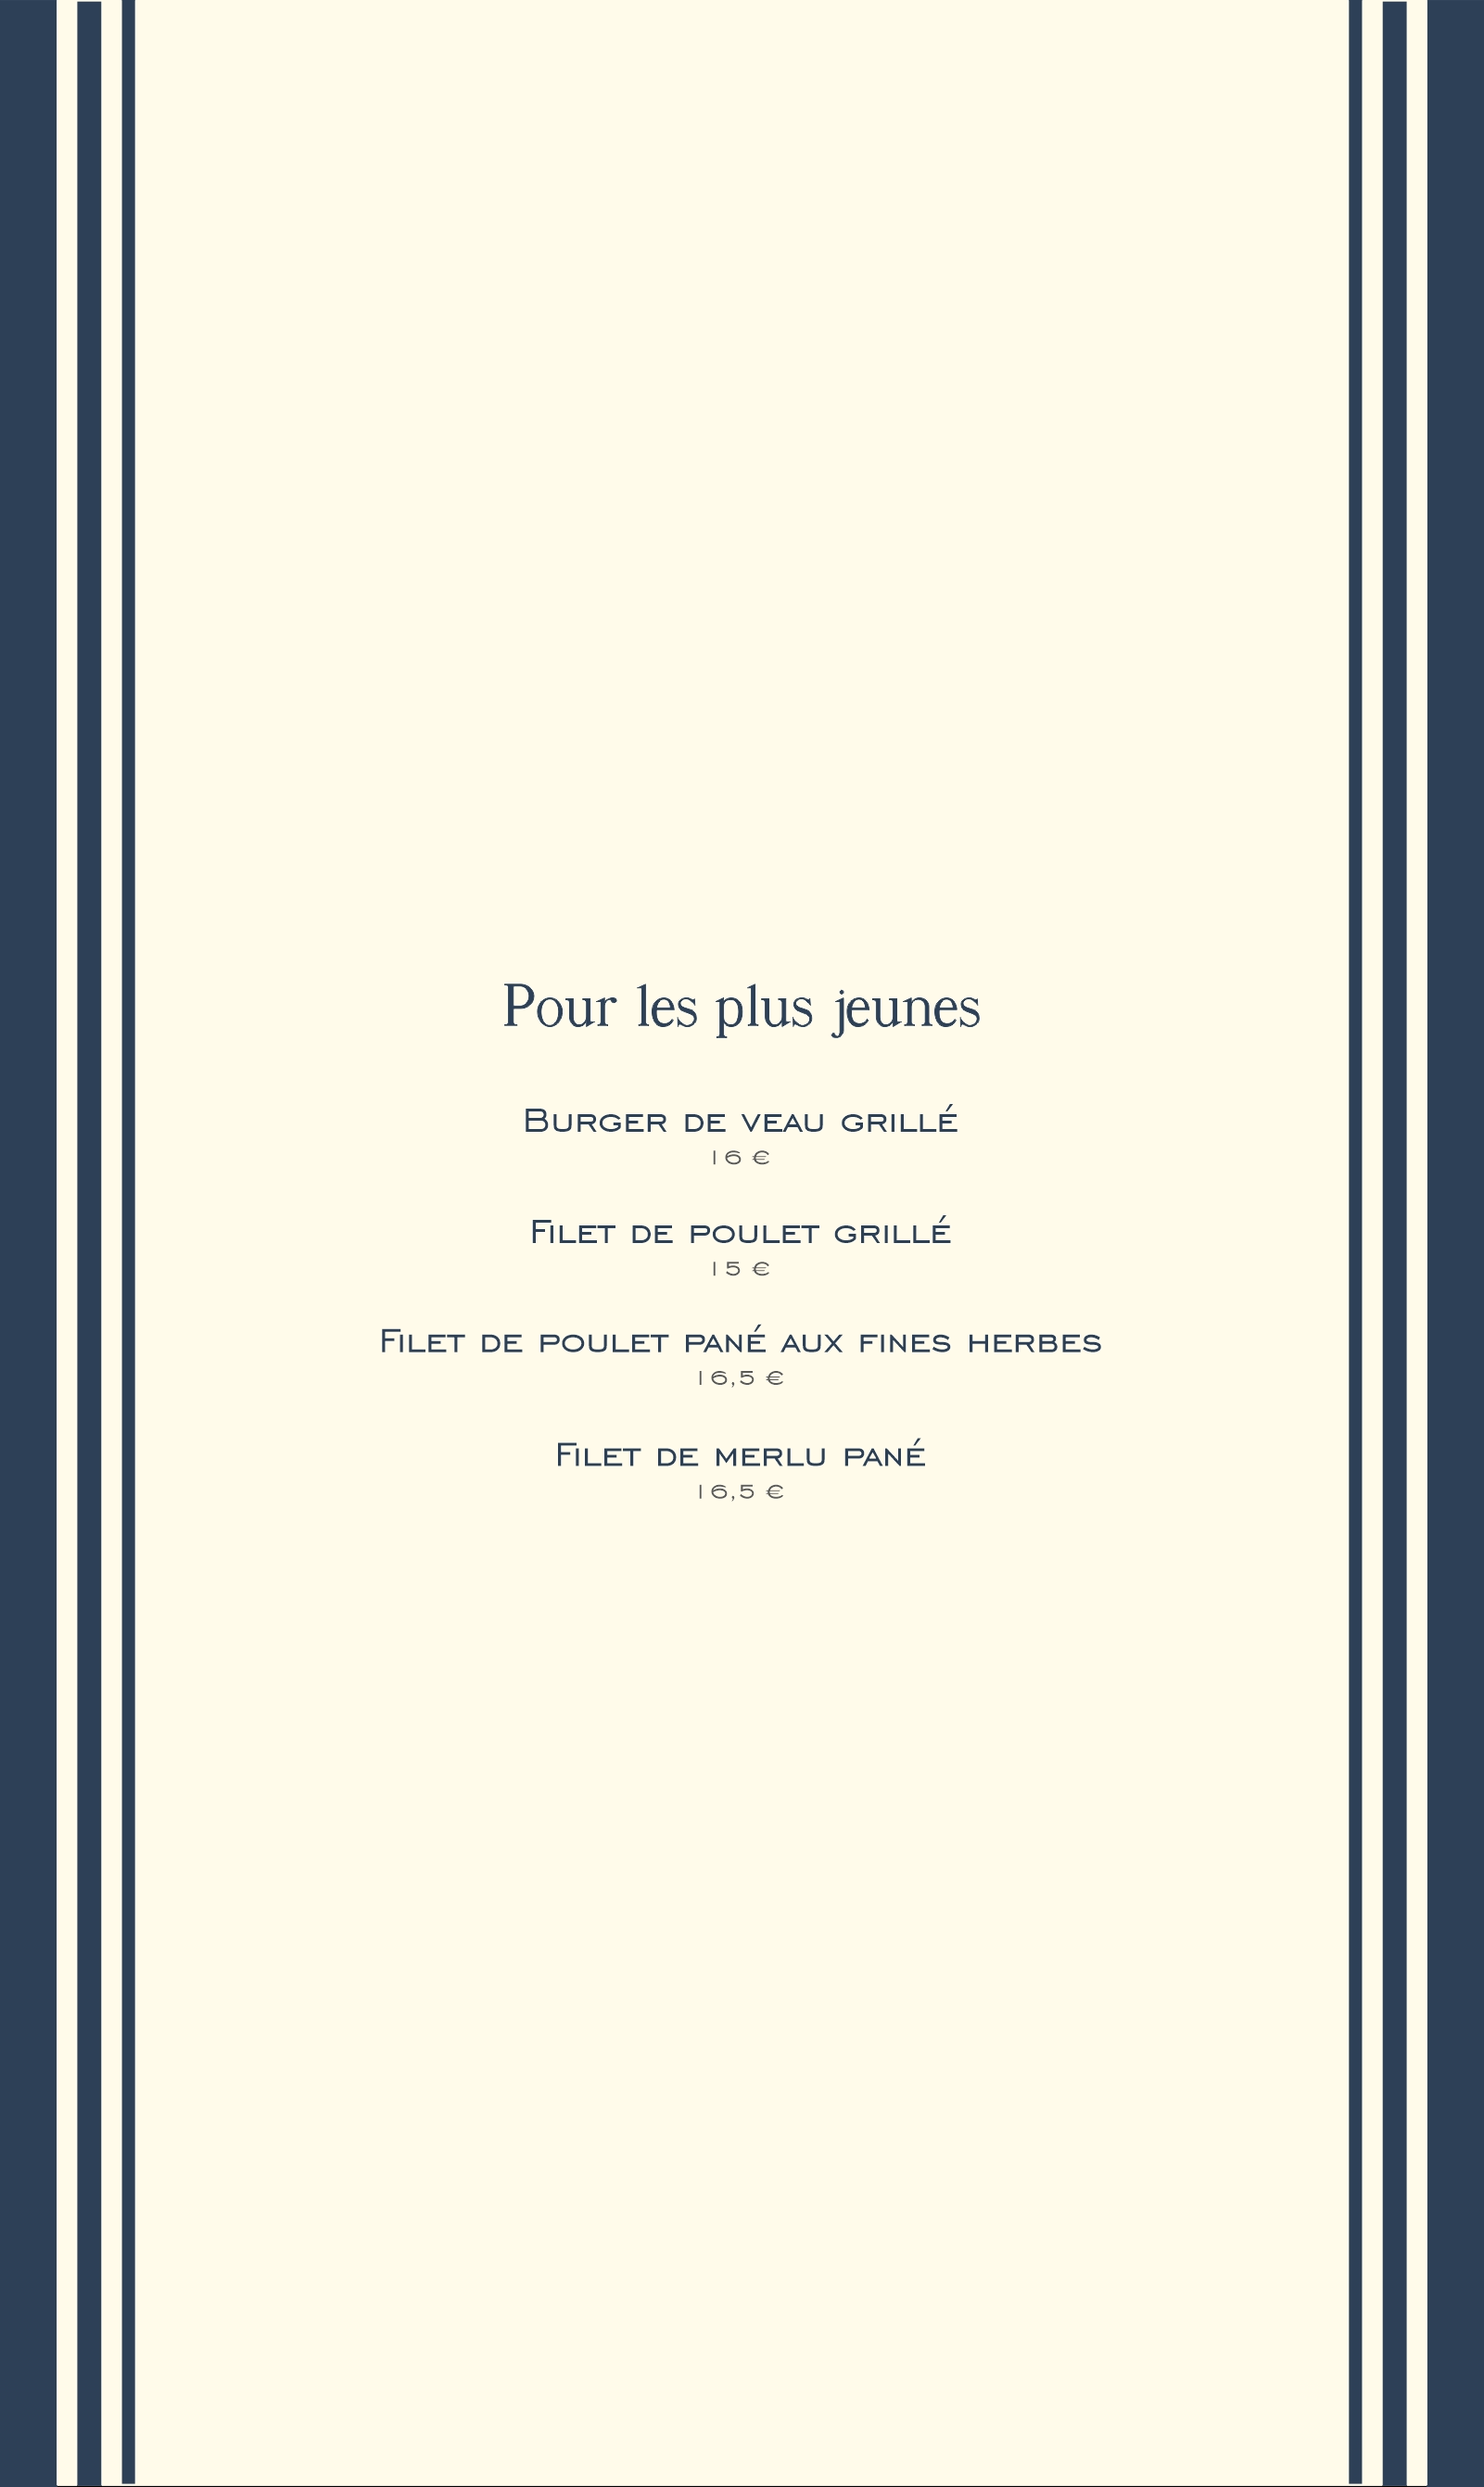 Pour les plus jeunes
Burger de veau grillé
16 €
Filet de poulet grillé
15 €
Filet de poulet pané aux fines herbes
16,5 €
Filet de merlu pané
16,5 €